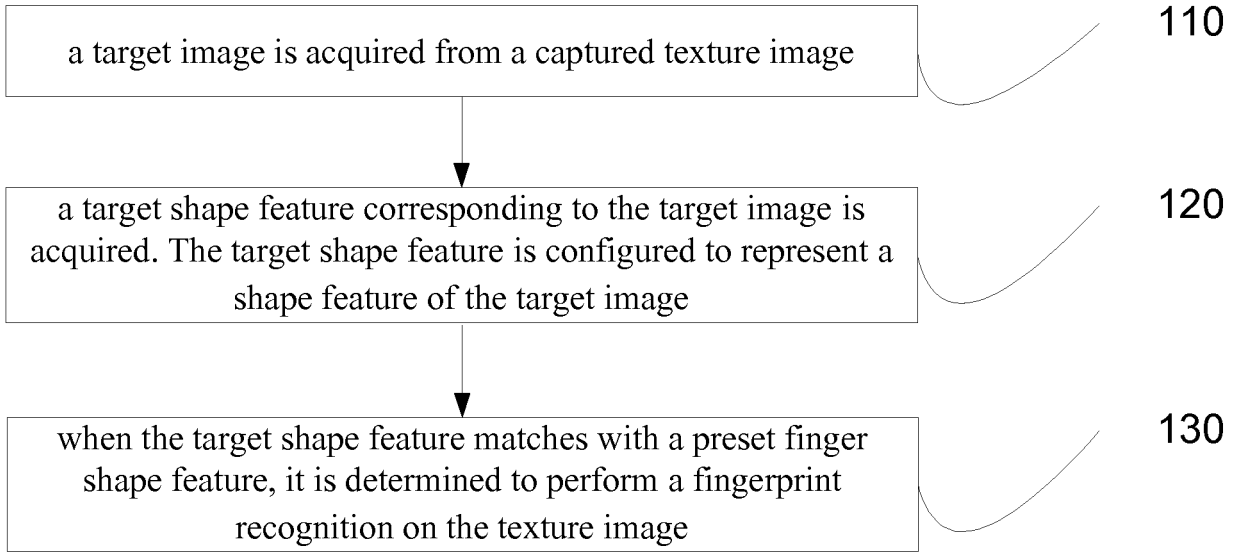 a target image is acquired from a captured texture image
110
a target shape feature corresponding to the target image is
acquired. The target shape feature is configured to represent a
shape feature of the target image
120
when the target shape feature matches with a preset finger
shape feature, it is determined to perform a fingerprint
recognition on the texture image
130